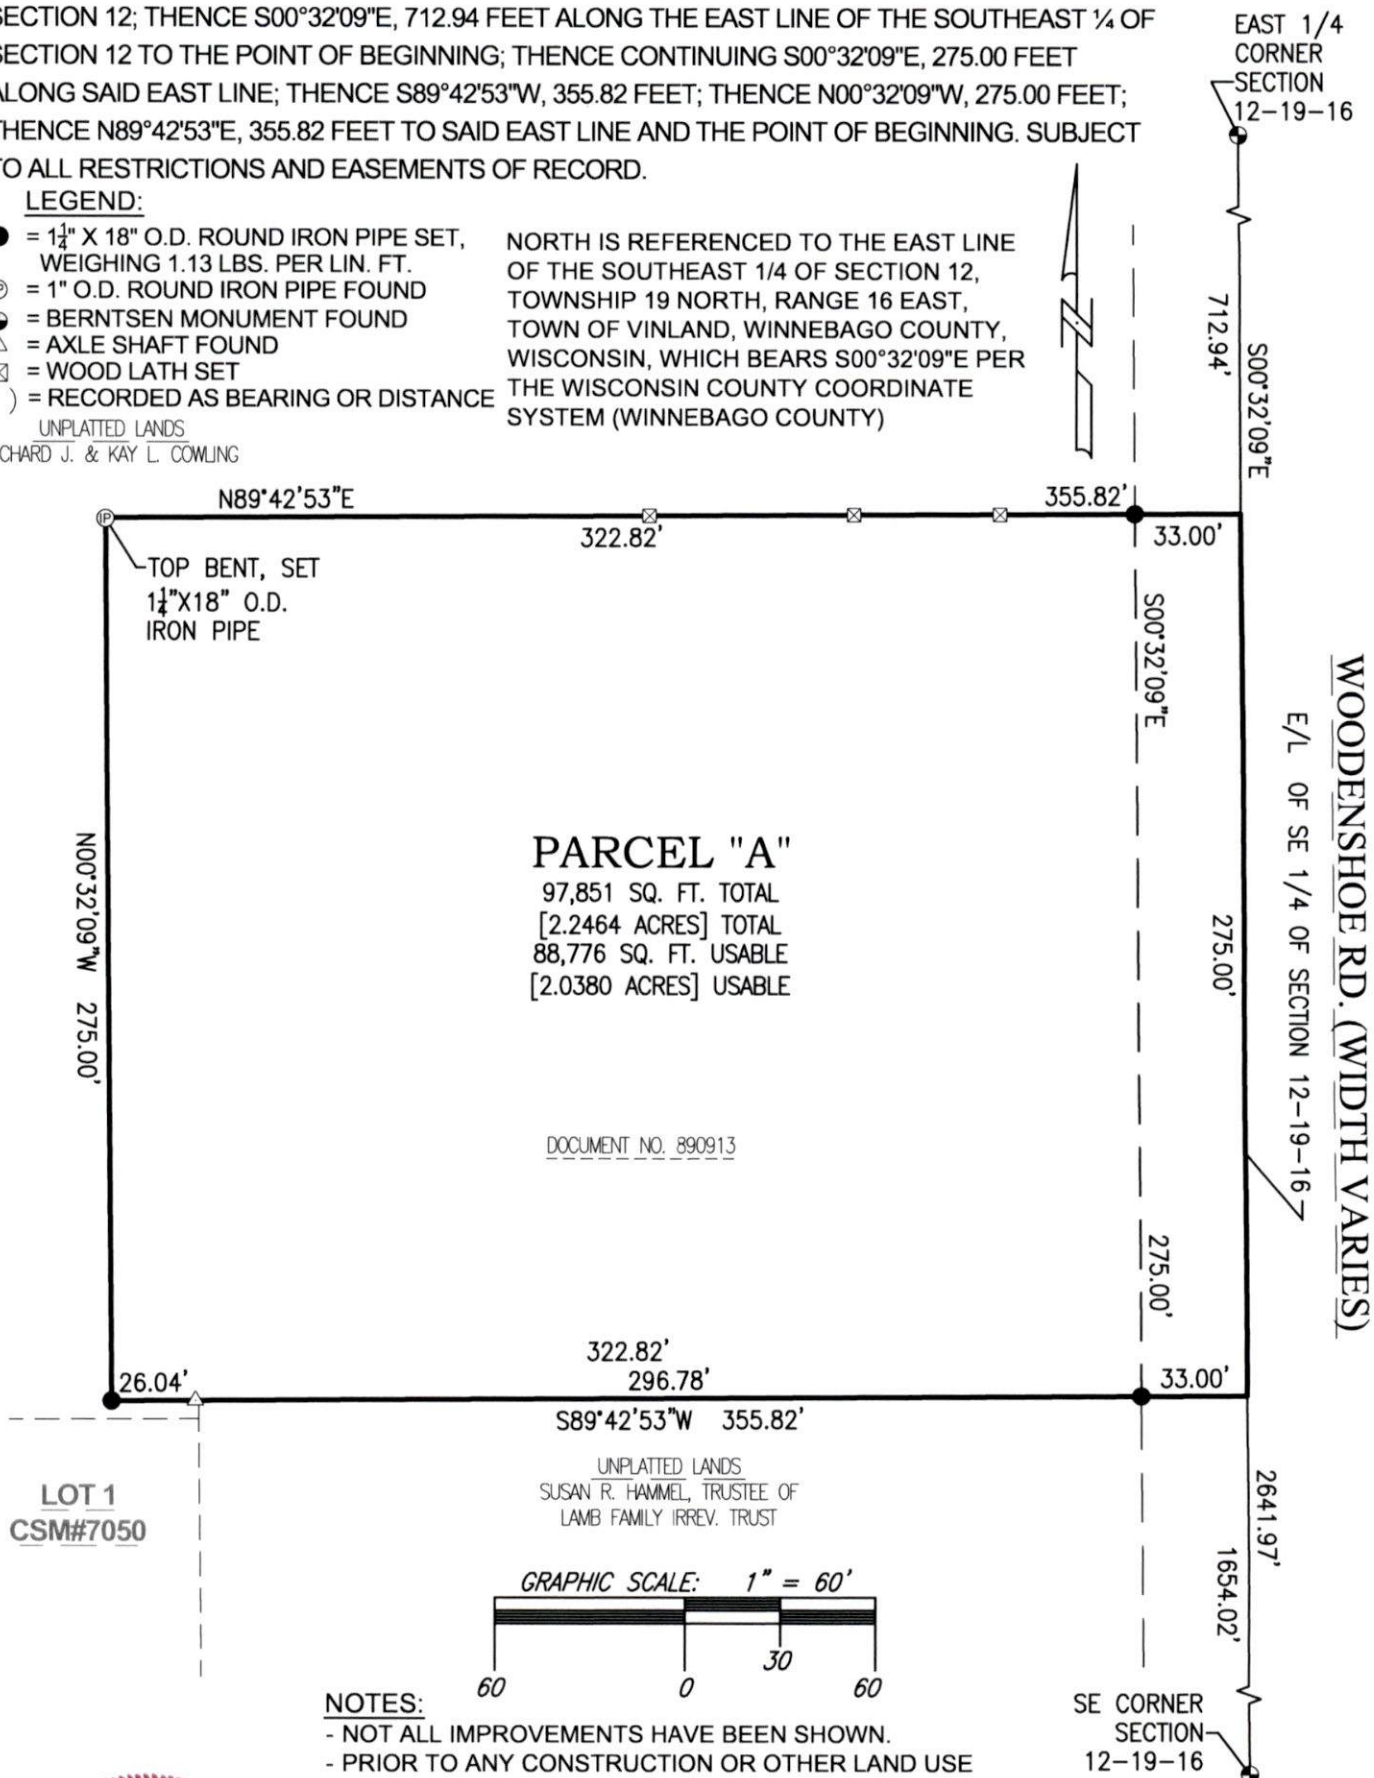 SECTION 12; THENCE S00°32'09"E, 712.94 FEET ALONG THE EAST LINE OF THE SOUTHEAST ¼ OF
SECTION 12 TO THE POINT OF BEGINNING; THENCE CONTINUING S00°32'09"E, 275.00 FEET
ALONG SAID EAST LINE; THENCE S89°42'53"W, 355.82 FEET; THENCE N00°32'09"W, 275.00 FEET;
THENCE N89°42'53"E, 355.82 FEET TO SAID EAST LINE AND THE POINT OF BEGINNING. SUBJECT
TO ALL RESTRICTIONS AND EASEMENTS OF RECORD.
EAST 1/4
CORNER
SECTION
12-19-16
LEGEND:
= 1¼" X 18" O.D. ROUND IRON PIPE SET,
WEIGHING 1.13 LBS. PER LIN. FT.
= 1" O.D. ROUND IRON PIPE FOUND
= BERNTSEN MONUMENT FOUND
= AXLE SHAFT FOUND
= WOOD LATH SET
) = RECORDED AS BEARING OR DISTANCE
NORTH IS REFERENCED TO THE EAST LINE
OF THE SOUTHEAST 1/4 OF SECTION 12,
TOWNSHIP 19 NORTH, RANGE 16 EAST,
TOWN OF VINLAND, WINNEBAGO COUNTY,
WISCONSIN, WHICH BEARS S00°32'09"E PER
THE WISCONSIN COUNTY COORDINATE
SYSTEM (WINNEBAGO COUNTY)
N
712.94'
S00°32'09"E
UNPLATTED LANDS
CHARD J. & KAY L. COWLING
N89°42'53"E
355.82'
322.82'
33.00'
IP
TOP BENT, SET
1¼"X18" O.D.
IRON PIPE
S00°32'09"E
WOODENSHOE RD. (WIDTH VARIES)
E/L OF SE 1/4 OF SECTION 12-19-16
275.00'
N00°32'09"W 275.00'
PARCEL "A"
97,851 SQ. FT. TOTAL
[2.2464 ACRES] TOTAL
88,776 SQ. FT. USABLE
[2.0380 ACRES] USABLE
DOCUMENT NO. 890913
275.00'
322.82'
26.04'
296.78'
33.00'
S89°42'53"W 355.82'
UNPLATTED LANDS
SUSAN R. HAMMEL, TRUSTEE OF
LAMB FAMILY IRREV. TRUST
LOT 1
CSM#7050
2641.97'
1654.02'
GRAPHIC SCALE: 1" = 60'
60 0 30 60
NOTES:
- NOT ALL IMPROVEMENTS HAVE BEEN SHOWN.
- PRIOR TO ANY CONSTRUCTION OR OTHER LAND USE
SE CORNER
SECTION
12-19-16